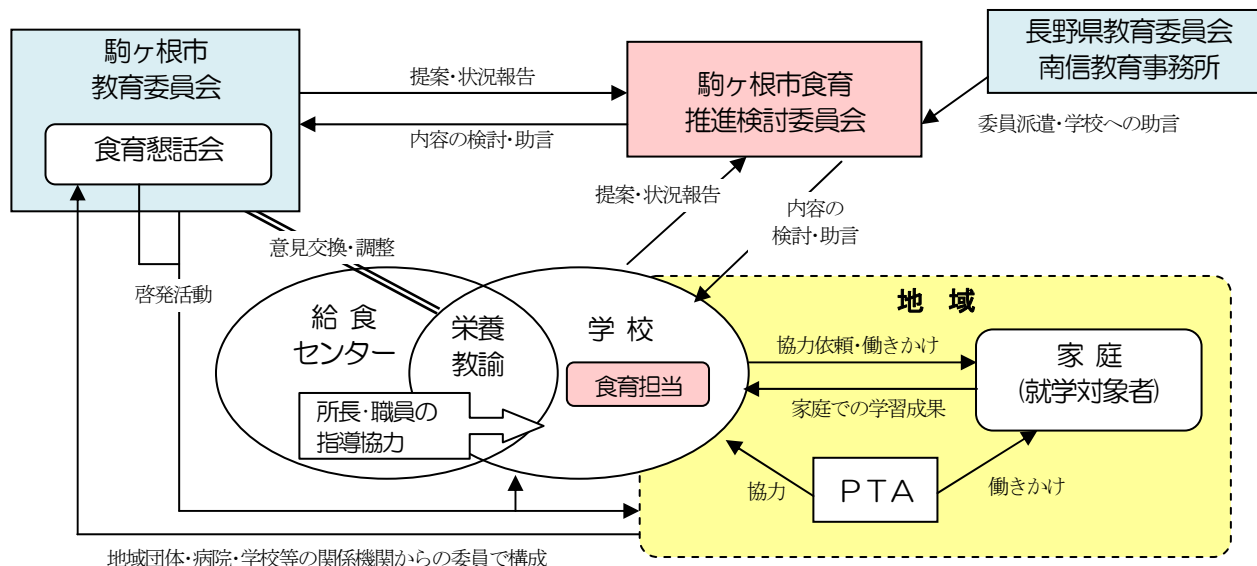 駒ヶ根市
教育委員会
食育懇話会
提案・状況報告
内容の検討・助言
駒ヶ根市食育
推進検討委員会
長野県教育委員会
南信教育事務所
委員派遣・学校への助言
提案・状況報告
内容の
検討・助言
意見交換・調整
啓発活動
給 食
センター
栄養
教諭
学 校
食育担当
所長・職員の
指導協力
地 域
協力依頼・働きかけ
家庭での学習成果
家 庭
(就学対象者)
協力
PTA
働きかけ
地域団体・病院・学校等の関係機関からの委員で構成